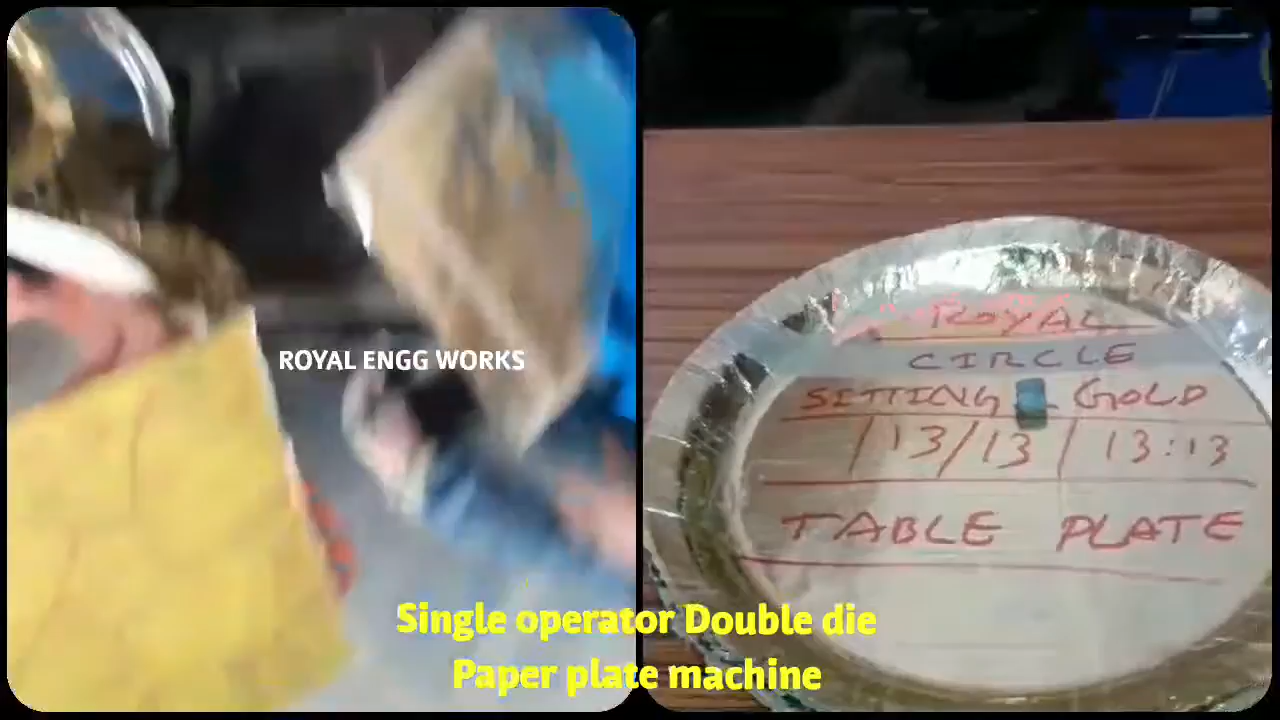 ROYAL ENGG WORKS
ROYAL
CIRCLE
SITTING GOLD
13/13 | 13:13
TABLE PLATE
Single operator Double die
Paper plate machine